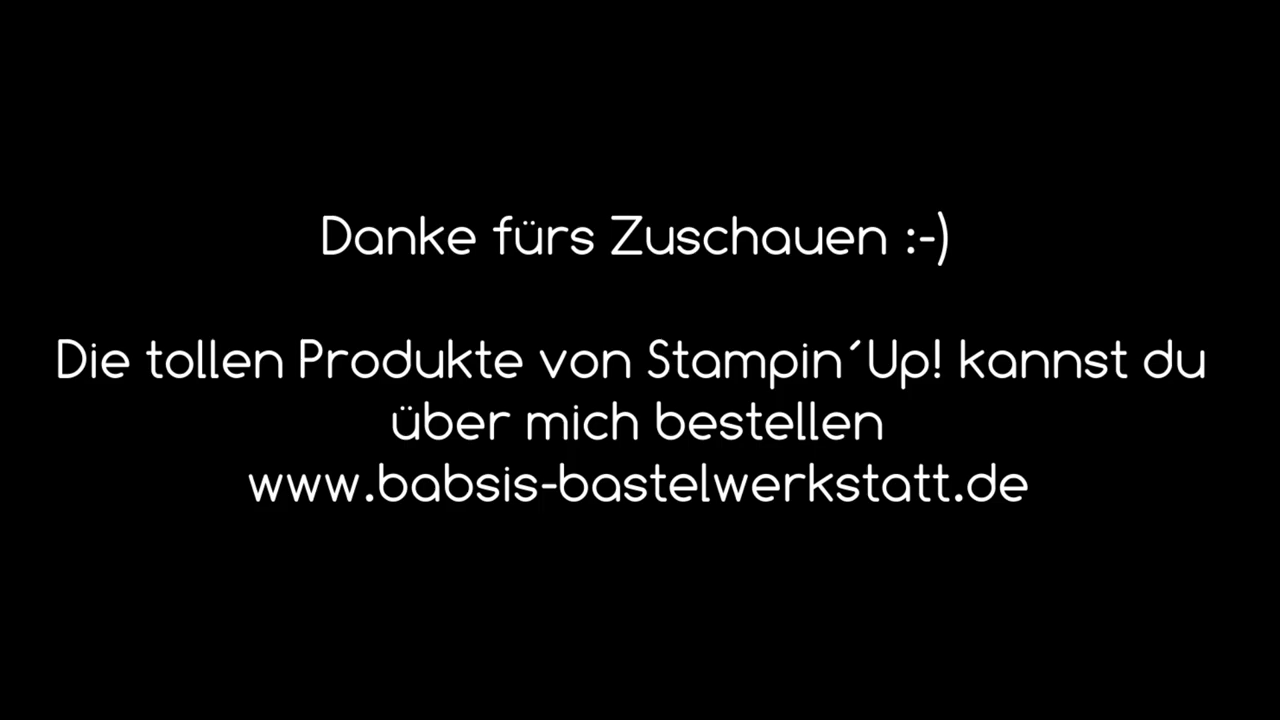 Danke fürs Zuschauen :-)
Die tollen Produkte von Stampin´Up! kannst du
über mich bestellen
www.babsis-bastelwerkstatt.de